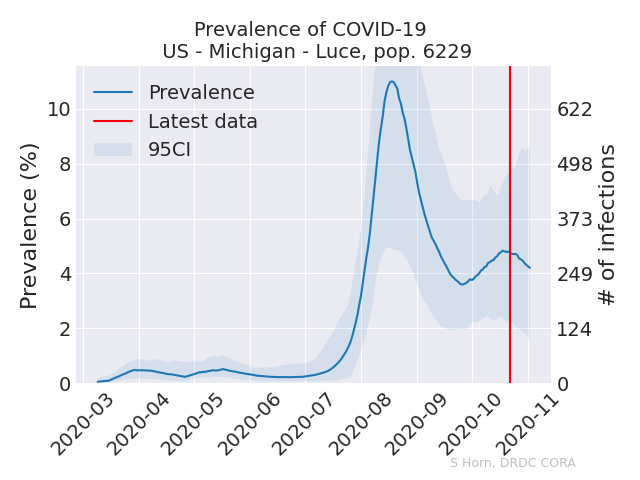 Prevalence of COVID-19
US - Michigan - Luce, pop. 6229
Prevalence
Latest data
95CI
Prevalence (%)
10
8
6
4
2
0
# of infections
622
498
373
249
124
0
2020-03
2020-04
2020-05
2020-06
2020-07
2020-08
2020-09
2020-10
2020-11
S Horn, DRDC CORA